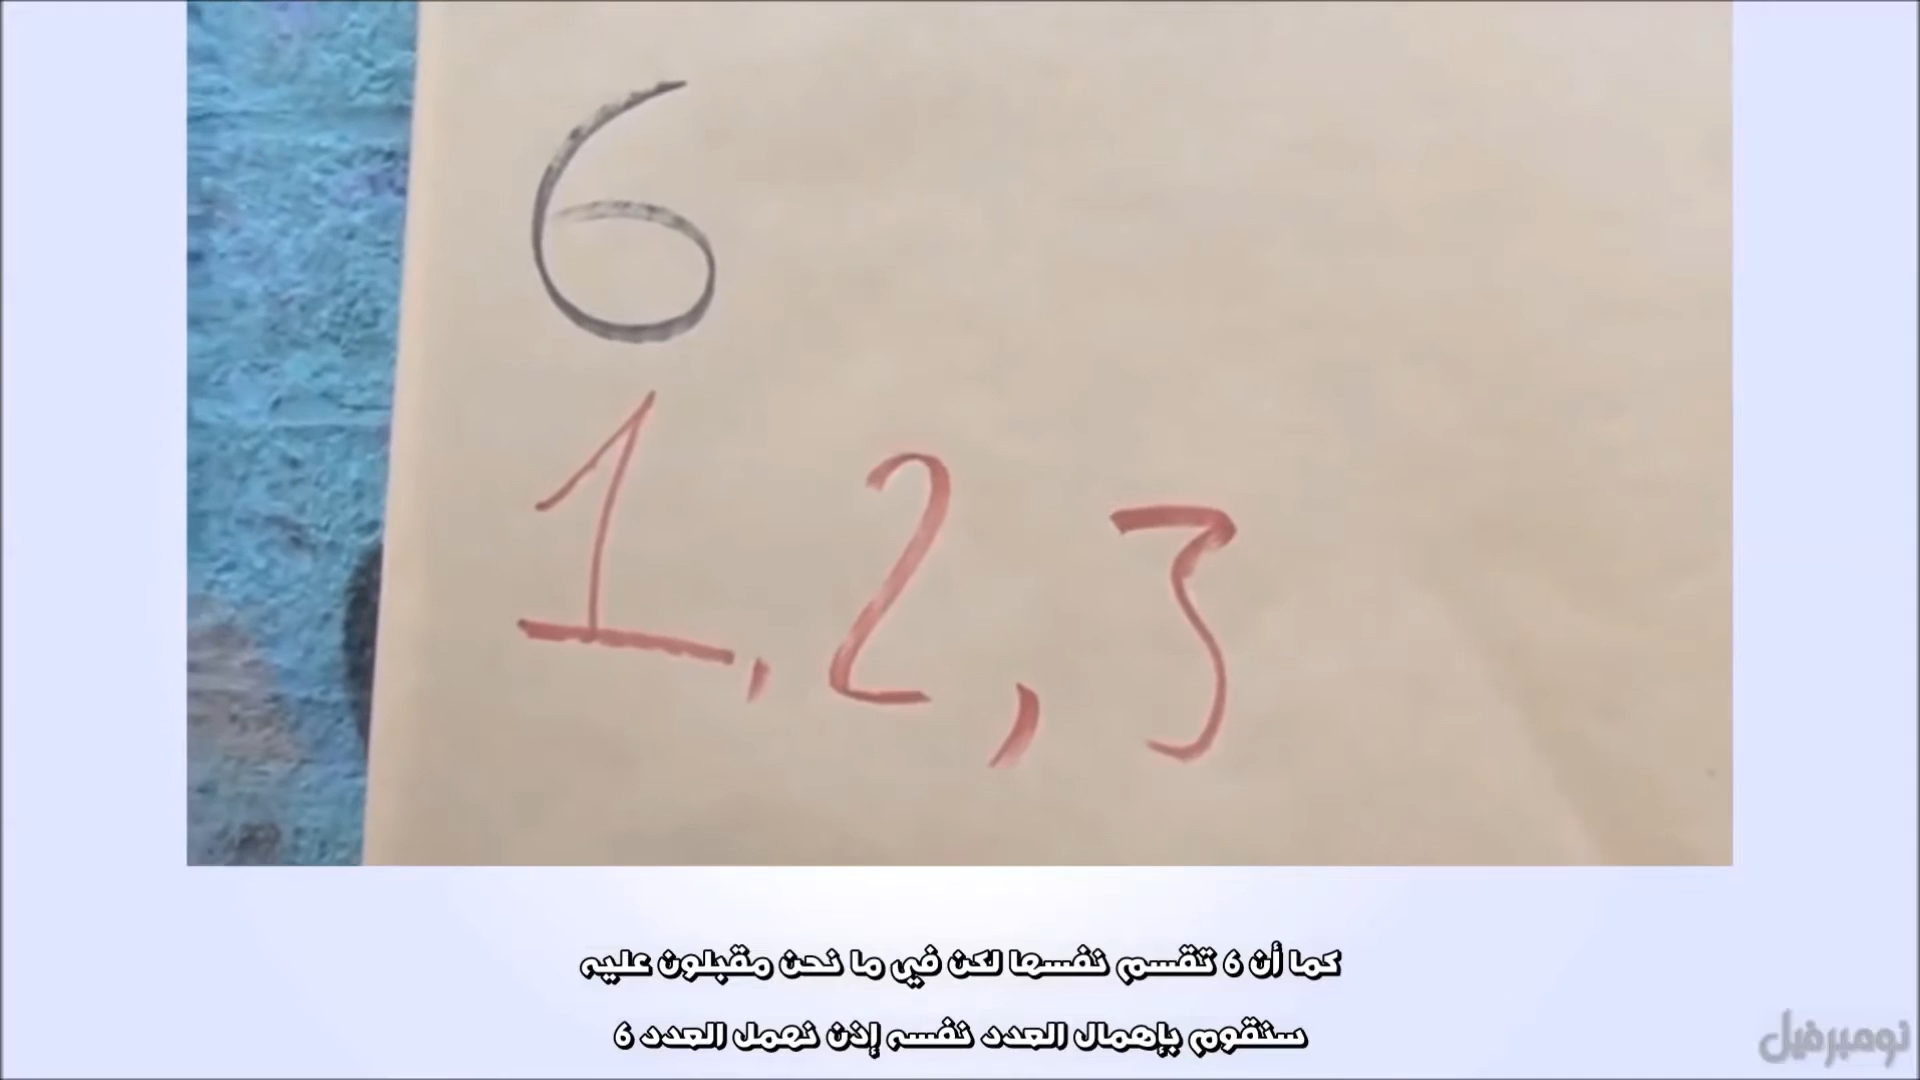 6
1, 2, 3
كما أن 6 تقسم نفسها لكن في ما نحن مقبلون عليه
سنقوم بإهمال العدد نفسه إذن نهمل العدد 6
نومبرفيل